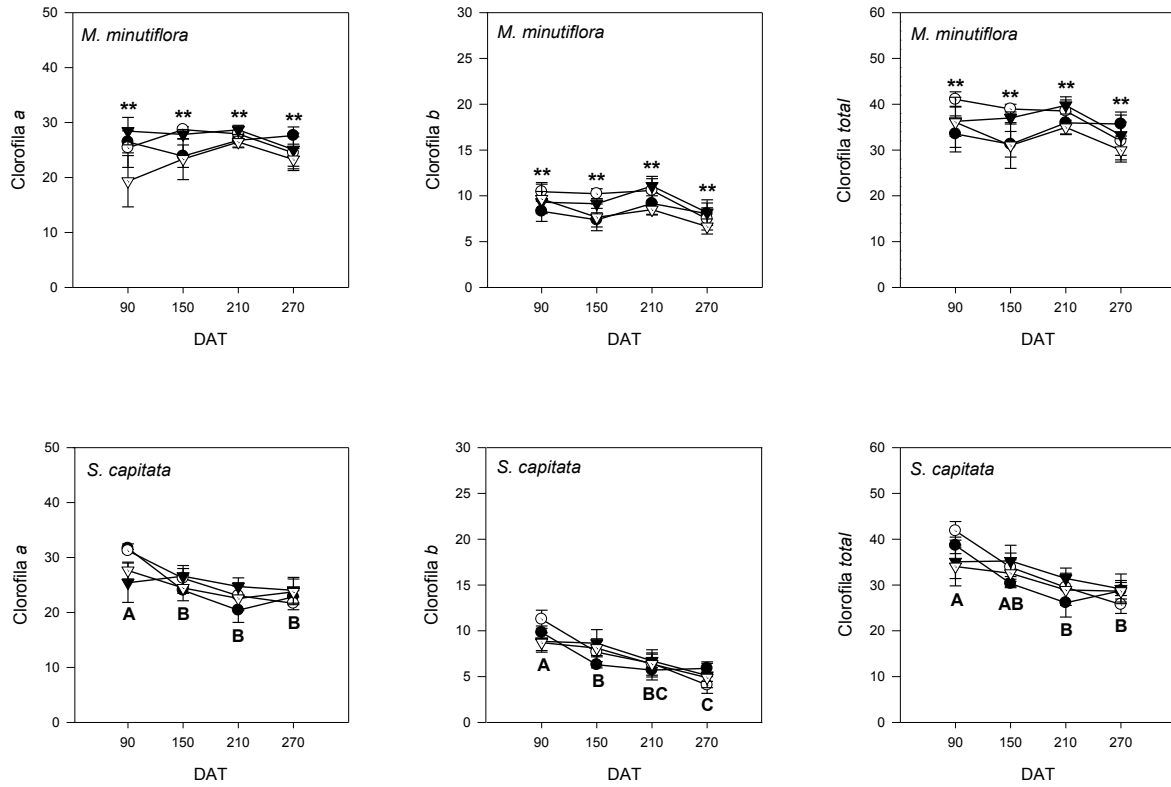 M. minutiflora
Clorofila a
50
40
30
20
10
0
** ** ** **
90 150 210 270
DAT
M. minutiflora
Clorofila b
30
25
20
15
10
5
0
** ** ** **
90 150 210 270
DAT
M. minutiflora
Clorofila total
60
50
40
30
20
10
0
** ** ** **
90 150 210 270
DAT
S. capitata
Clorofila a
50
40
30
20
10
0
A B B B
90 150 210 270
DAT
S. capitata
Clorofila b
30
25
20
15
10
5
0
A B BC C
90 150 210 270
DAT
S. capitata
Clorofila total
60
50
40
30
20
10
0
A AB B B
90 150 210 270
DAT